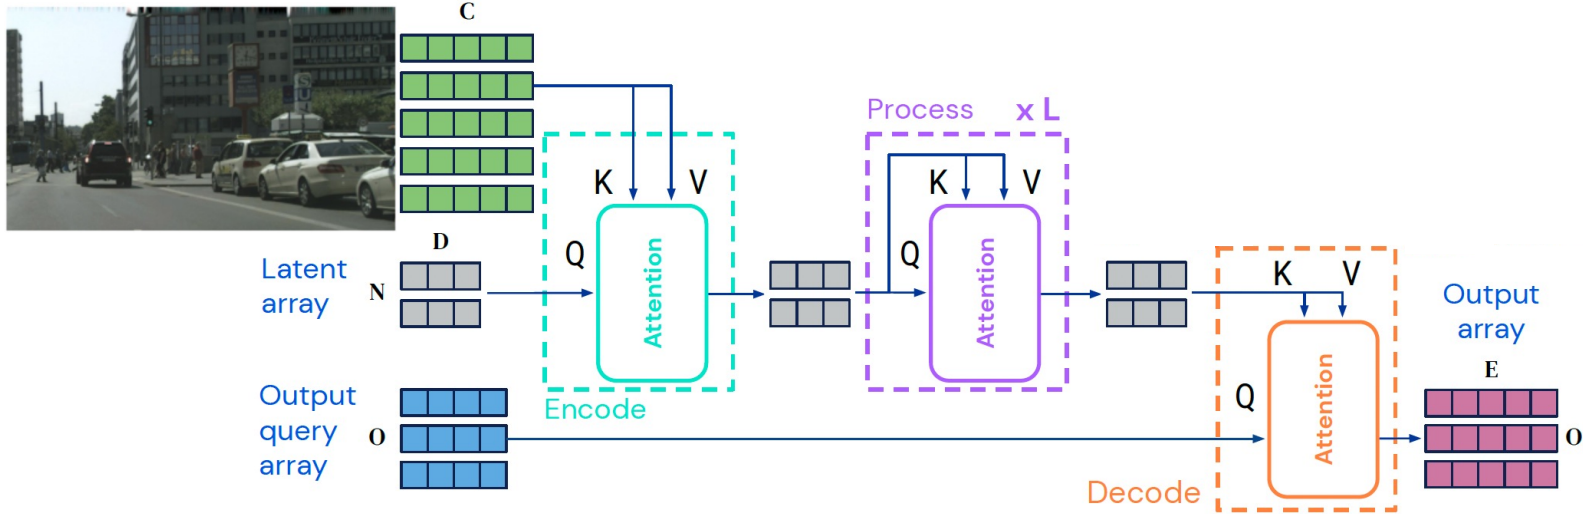 C
Process x L
K V
K V
D
Latent
array
N
Q
Attention
Q
Attention
K V
Output
array
Output
query
array
O
Encode
Q
Attention
E
O
Decode